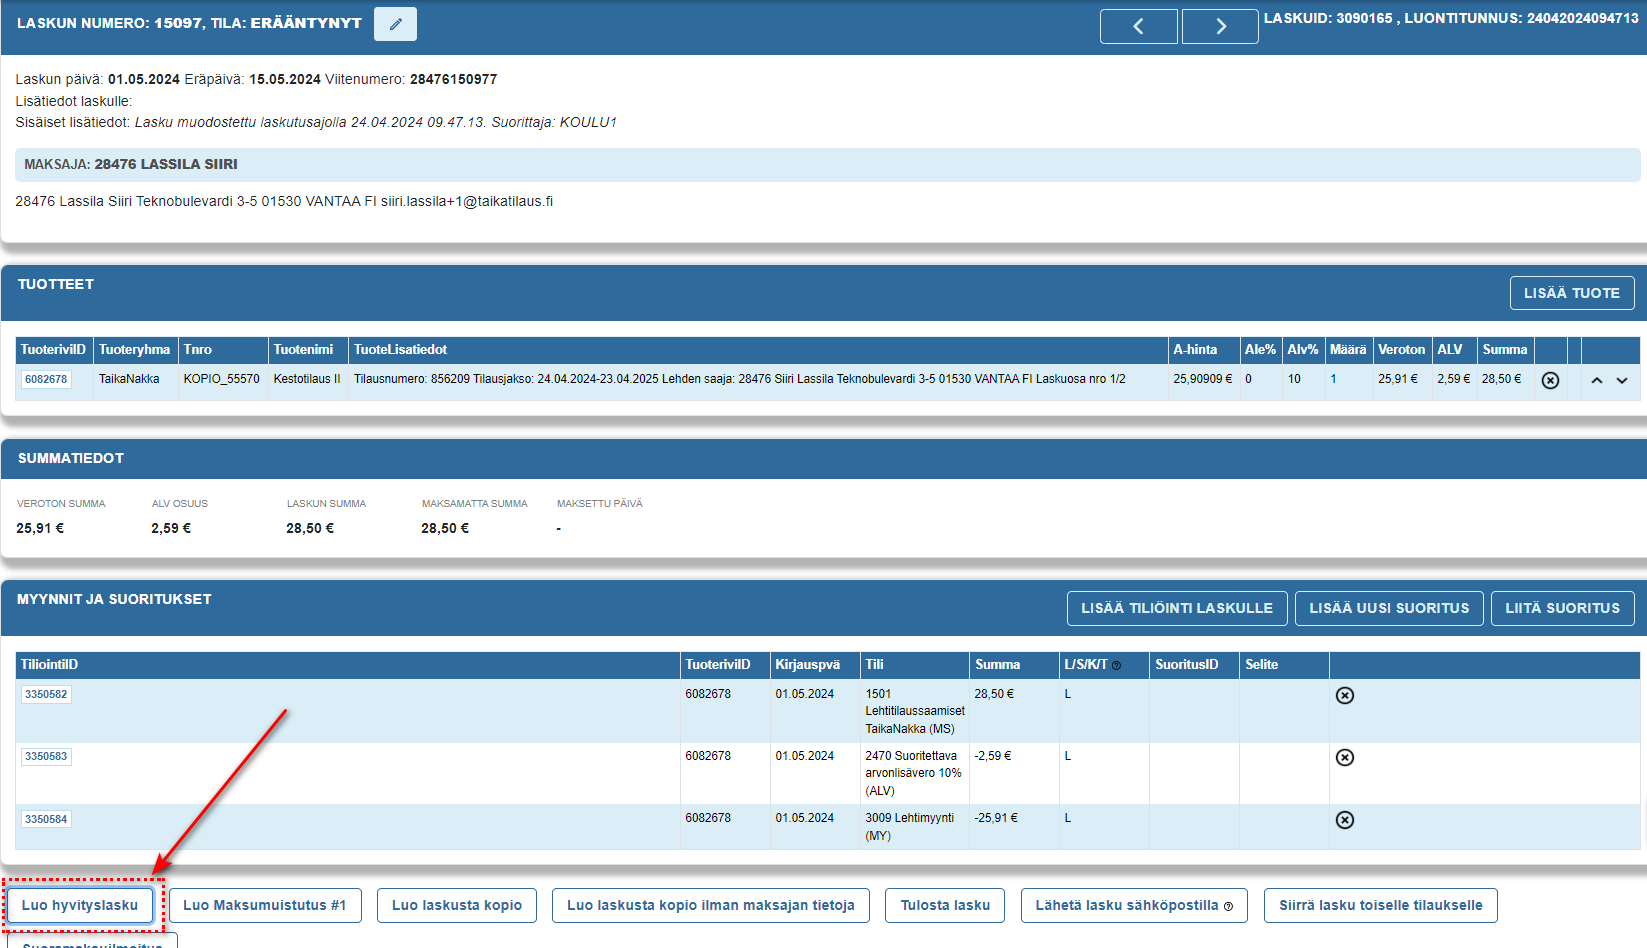 LASKUN NUMERO: 15097, TILA: ERÄÄNTYNYT
LASKUID: 3090165 , LUONTITUNNUS: 24042024094713
Laskun päivä: 01.05.2024 Eräpäivä: 15.05.2024 Viitenumero: 28476150977
Lisätiedot laskulle:
Sisäiset lisätiedot: Lasku muodostettu laskutusajolla 24.04.2024 09.47.13. Suorittaja: KOULU1
MAKSAJA: 28476 LASSILA SIIRI
28476 Lassila Siiri Teknobulevardi 3-5 01530 VANTAA FI siiri.lassila+1@taikatilaus.fi
TUOTTEET
LISÄÄ TUOTE
TuoteriviID Tuoteryhma Tnro Tuotenimi TuoteLisatiedot A-hinta Ale% Alv% Määrä Veroton ALV Summa
6082678 TaikaNakka KOPIO_55570 Kestotilaus II Tilausnumero: 856209 Tilausjakso: 24.04.2024-23.04.2025 Lehden saaja: 28476 Siiri Lassila Teknobulevardi 3-5 01530 VANTAA FI Laskuosa nro 1/2 25,90909 € 0 10 1 25,91 € 2,59 € 28,50 €
SUMMATIEDOT
VEROTON SUMMA ALV OSUUS LASKUN SUMMA MAKSAMATTA SUMMA MAKSETTU PÄIVÄ
25,91 € 2,59 € 28,50 € 28,50 € -
MYYNNIT JA SUORITUKSET
LISÄÄ TILIÖINTI LASKULLE LISÄÄ UUSI SUORITUS LIITÄ SUORITUS
TiliointiID TuoteriviID Kirjauspvä Tili Summa L/S/K/T SuoritusID Selite
3350582 6082678 01.05.2024 1501 28,50 € L
Lehtitilaussaamiset
TaikaNakka (MS)
3350583 6082678 01.05.2024 2470 Suoritettava -2,59 € L
arvonlisävero 10%
(ALV)
3350584 6082678 01.05.2024 3009 Lehtimyynti -25,91 € L
(MY)
Luo hyvityslasku Luo Maksumuistutus #1 Luo laskusta kopio Luo laskusta kopio ilman maksajan tietoja Tulosta lasku Lähetä lasku sähköpostilla Siirrä lasku toiselle tilaukselle